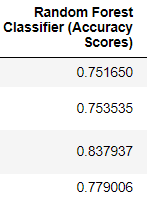 Random Forest
Classifier (Accuracy
Scores)
0.751650
0.753535
0.837937
0.779006